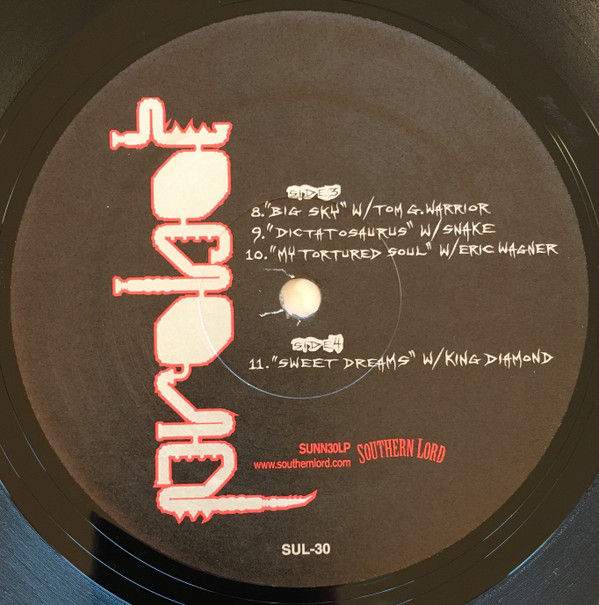 probot
SIDE 3
8. "BIG SKY" W/TOM G. WARRIOR
9. "DICTATOSAURUS" W/SNAKE
10. "MY TORTURED SOUL" W/ERIC WAGNER
SIDE 4
11. "SWEET DREAMS" W/KING DIAMOND
SUNN30LP
www.southernlord.com
SOUTHERN LORD
SUL-30